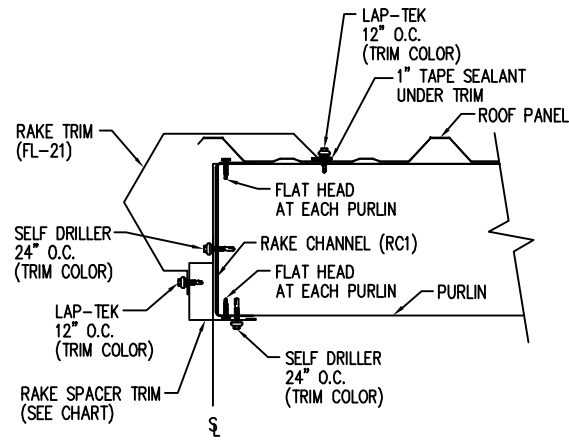 LAP-TEK
12" O.C.
(TRIM COLOR)
1" TAPE SEALANT
UNDER TRIM
ROOF PANEL
RAKE TRIM
(FL-21)
FLAT HEAD
AT EACH PURLIN
SELF DRILLER
24" O.C.
(TRIM COLOR)
RAKE CHANNEL (RC1)
FLAT HEAD
AT EACH PURLIN
PURLIN
LAP-TEK
12" O.C.
(TRIM COLOR)
SELF DRILLER
24" O.C.
(TRIM COLOR)
RAKE SPACER TRIM
(SEE CHART)